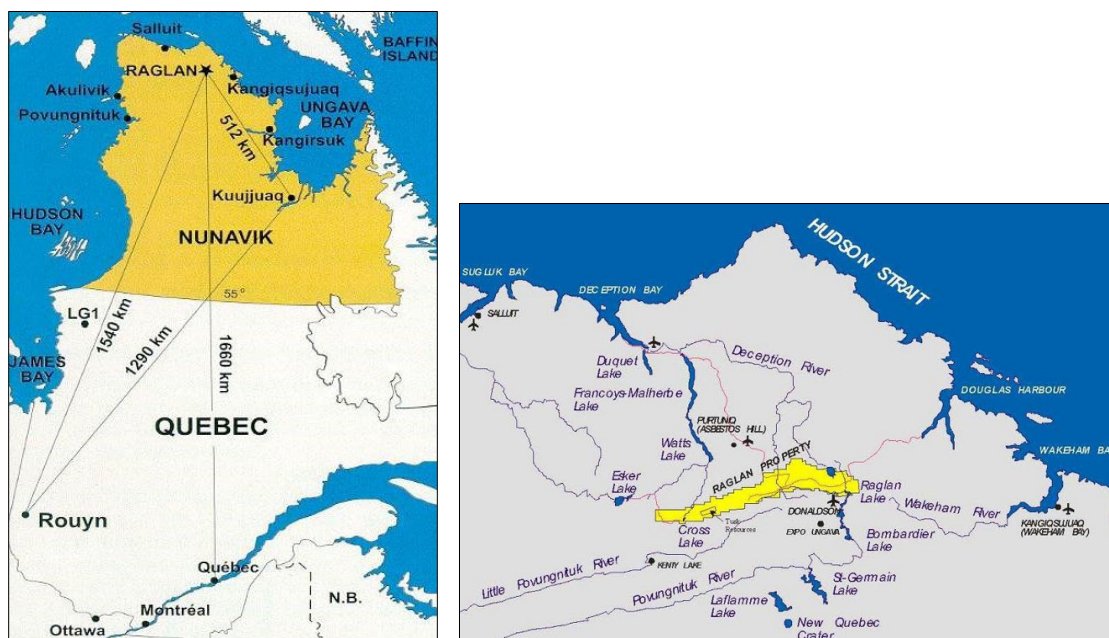 Salluit
BAFFIN
ISLAND
RAGLAN
Kangiqsujuaq
Akulivik
UNGAVA
BAY
Povungnituk
512 km
Kangirsuk
Kuujjuaq
HUDSON
BAY
NUNAVIK
55°
LG1
1540 km
1290 km
1660 km
JAMES
BAY
QUEBEC
Rouyn
Québec
Montréal
N.B.
Ottawa
HUDSON STRAIT
SUGLUK BAY
DECEPTION BAY
SALLUIT
Duquet
Lake
Deception River
Francoys-Malherbe
Lake
DOUGLAS HARBOUR
PURTUNIQ
(ASBESTOS HILL)
Watts
Lake
WAKEHAM BA
RAGLAN PROPERTY
Esker
Lake
Raglan
Lake
Wakeham River
DONALDSON
Cross
Lake
Resources
EXPO UNGAVA
KANGIQSUJUAQ
(WAKEHAM BAY)
Bombardier
Lake
KENTY LAKE
Little Povungnituk River
Povungnituk River
St-Germain
Lake
Laflamme
Lake
New Quebec
Crater